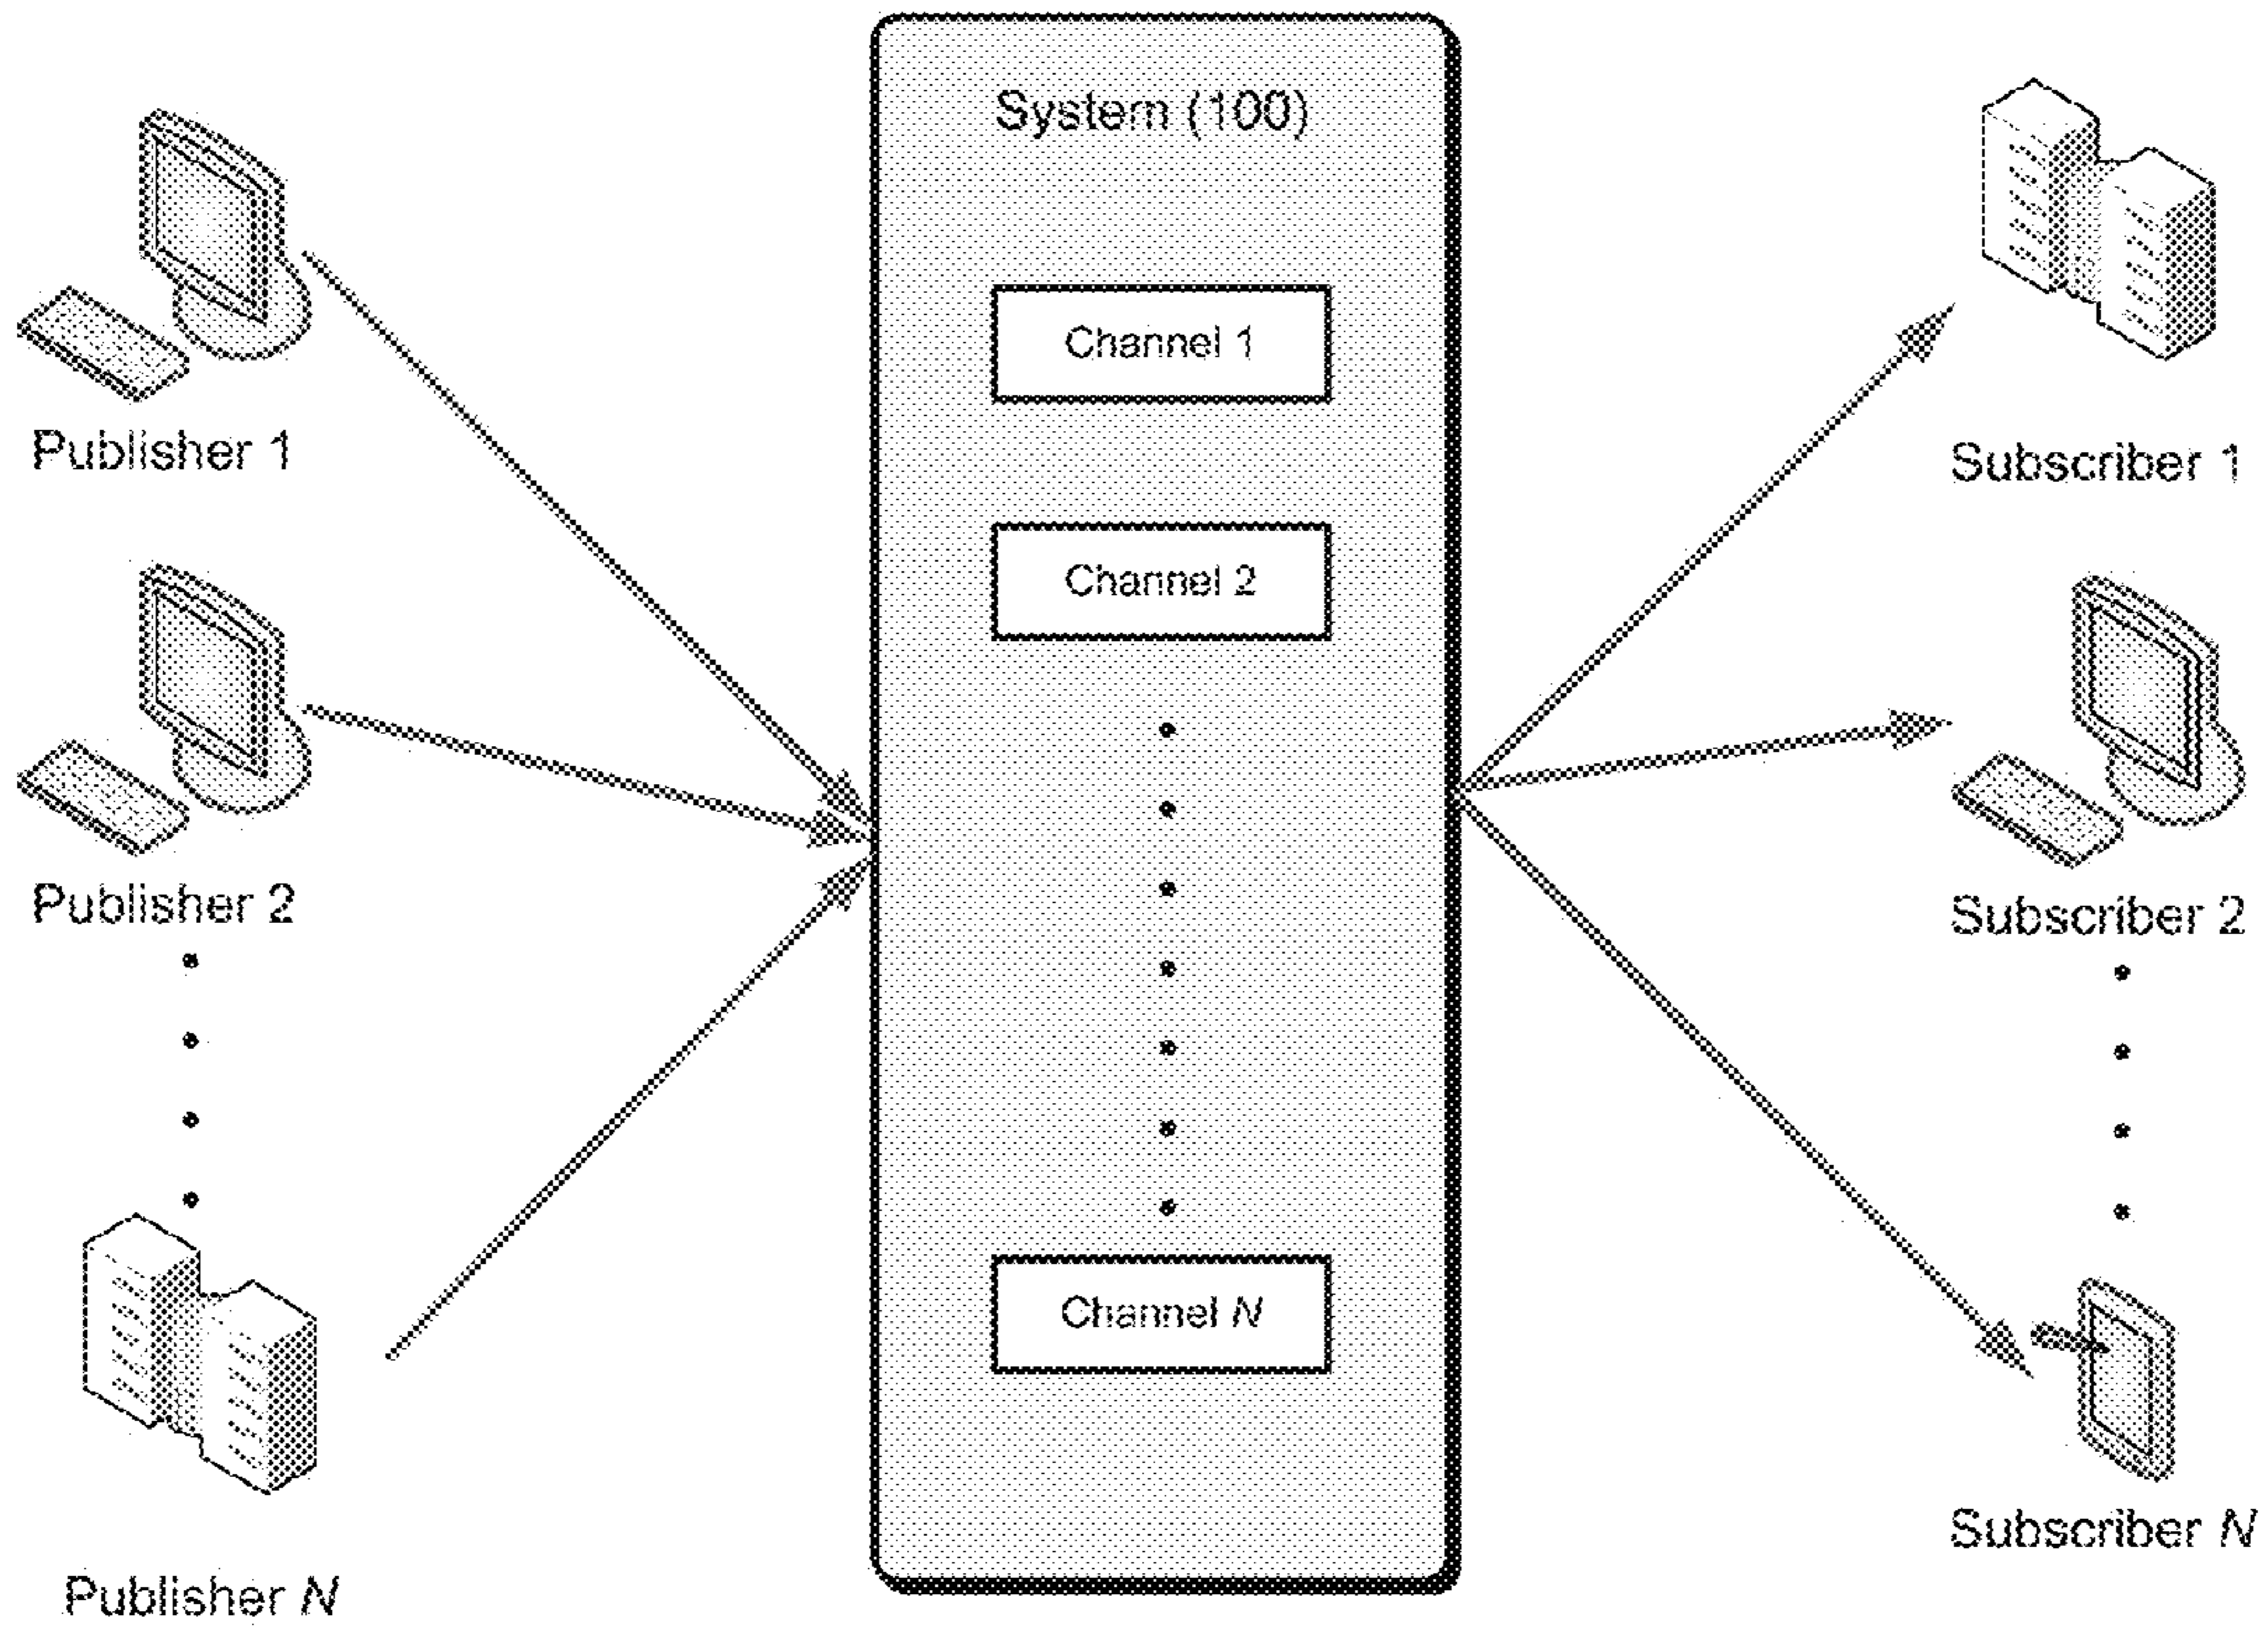 System (100)
Publisher 1
Publisher 2
Publisher N
Channel 1
Channel 2
Channel N
Subscriber 1
Subscriber 2
Subscriber N